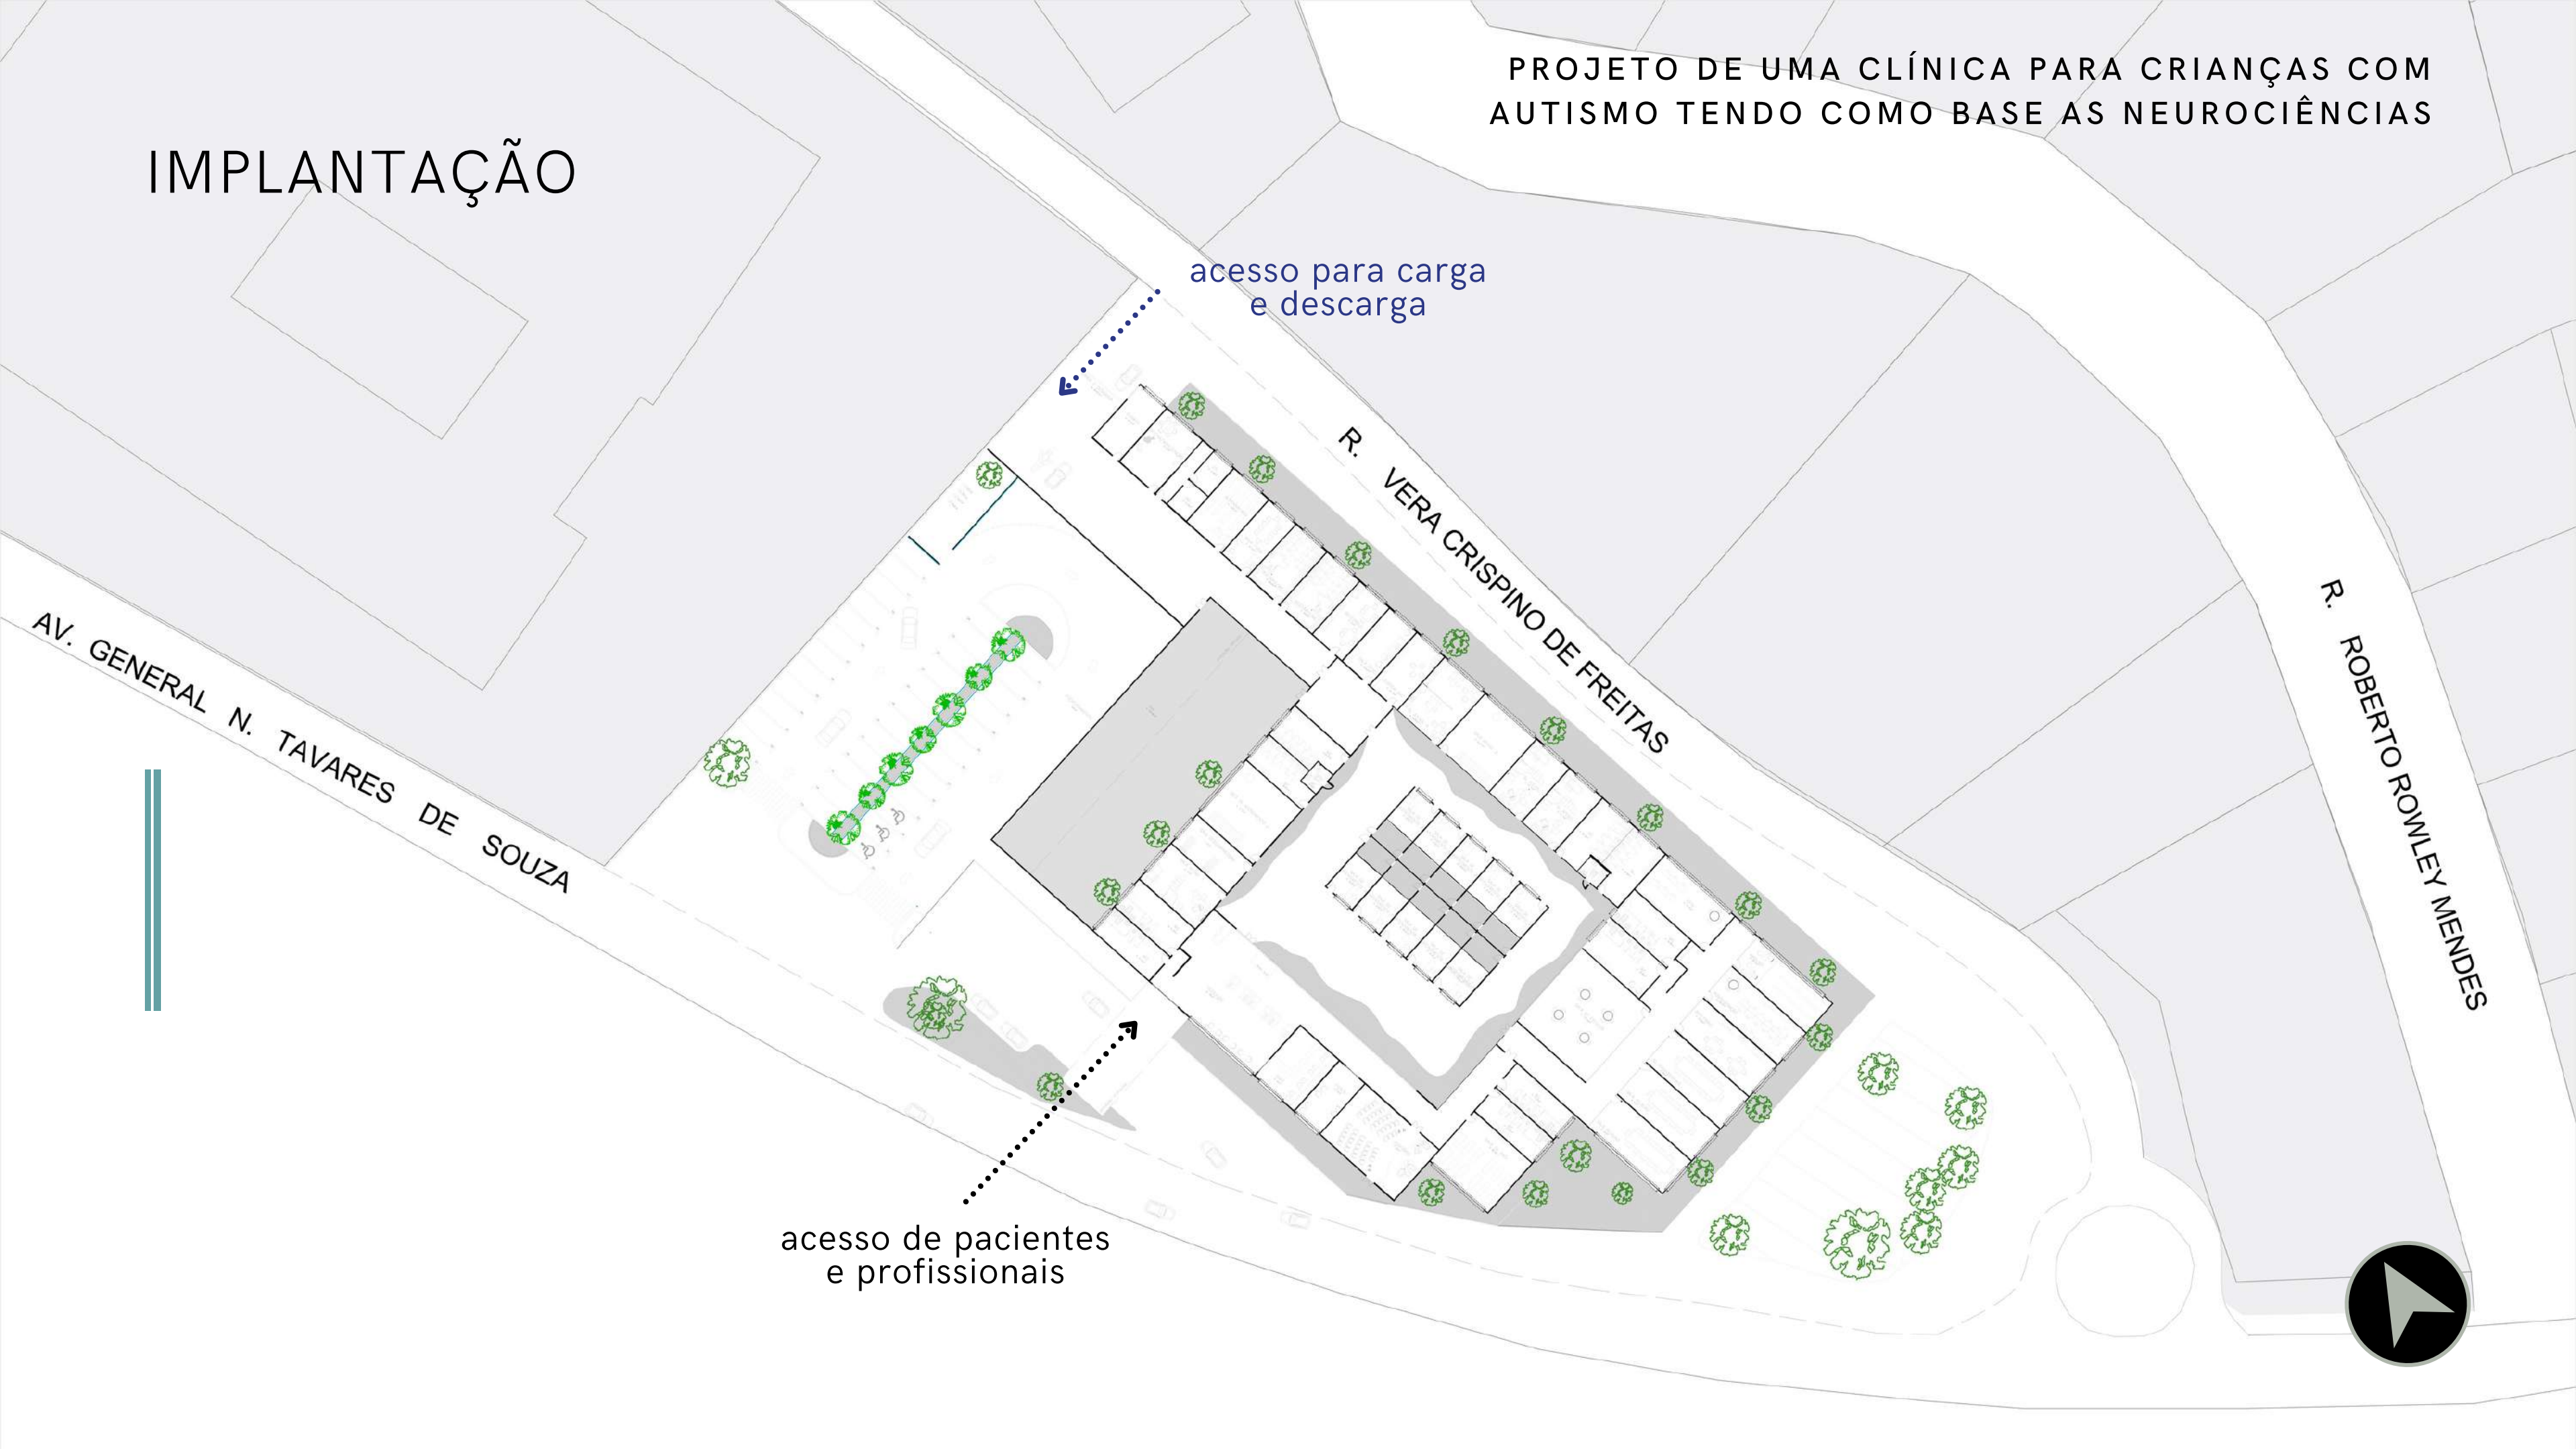 PROJETO DE UMA CLÍNICA PARA CRIANÇAS COM
AUTISMO TENDO COMO BASE AS NEUROCIÊNCIAS
IMPLANTAÇÃO
acesso para carga
e descarga
R. VERA CRISPINO DE FREITAS
R. ROBERTO ROWLEY MENDES
AV. GENERAL N. TAVARES DE SOUZA
acesso de pacientes
e profissionais